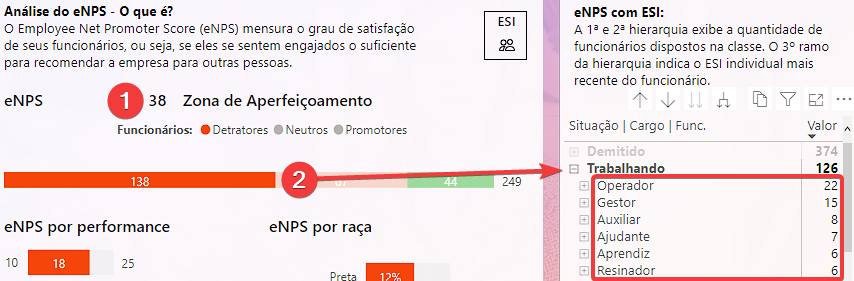 Análise do eNPS - O que é?
O Employee Net Promoter Score (eNPS) mensura o grau de satisfação
de seus funcionários, ou seja, se eles se sentem engajados o suficiente
para recomendar a empresa para outras pessoas.
ESI
eNPS 1 38 Zona de Aperfeiçoamento
Funcionários: Detratores Neutros Promotores
138 2 67 44 249
eNPS por performance
10 18 25
eNPS por raça
Preta 12%
eNPS com ESI:
A 1ª e 2ª hierarquia exibe a quantidade de
funcionários dispostos na classe. O 3º ramo
da hierarquia indica o ESI individual mais
recente do funcionário.
Situação | Cargo | Func. Valor
Demitido 374
Trabalhando 126
Operador 22
Gestor 15
Auxiliar 8
Ajudante 7
Aprendiz 6
Resinador 6